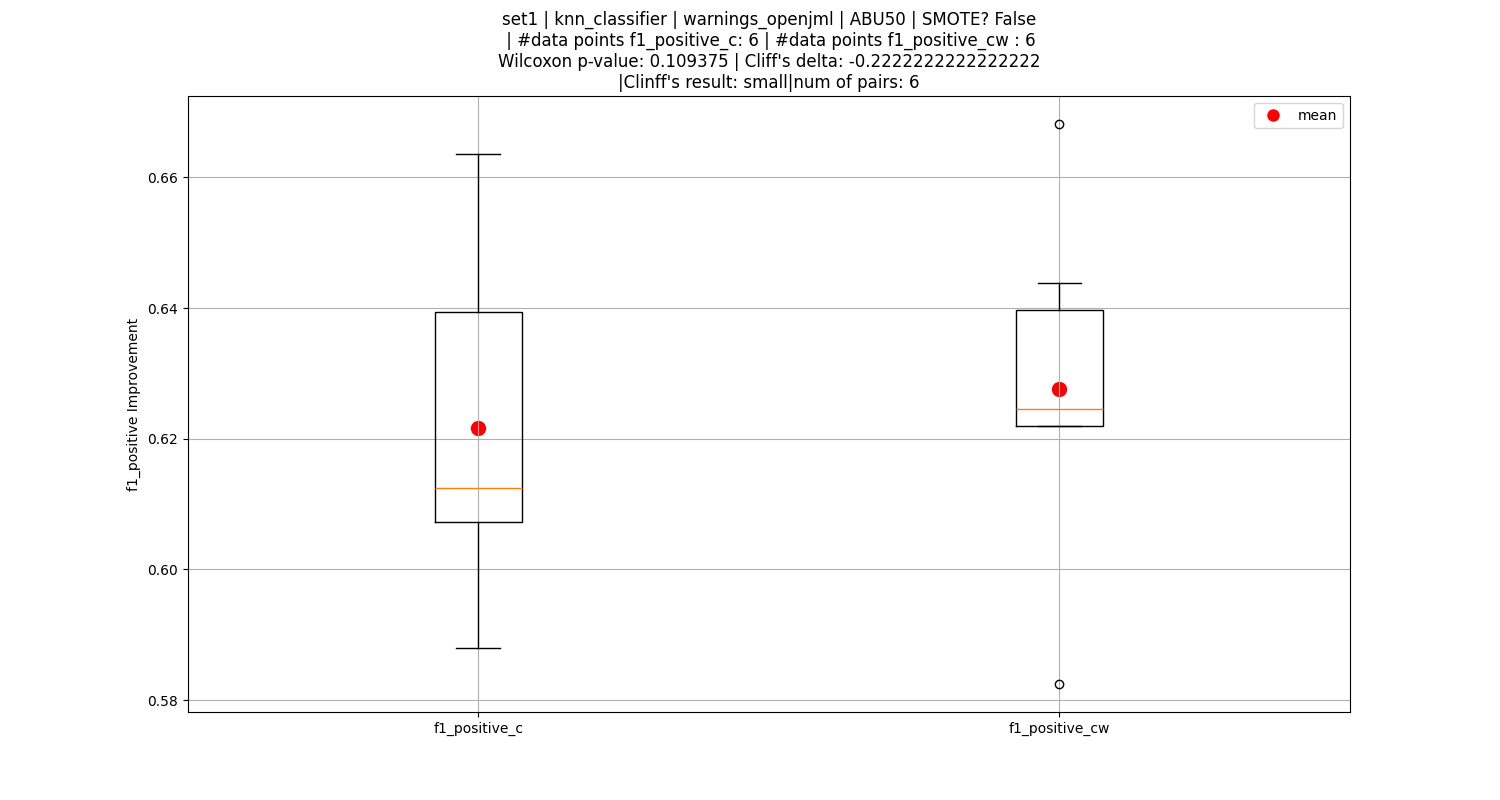 set1 | knn_classifier | warnings_openjml | ABU50 | SMOTE? False
| #data points f1_positive_c: 6 | #data points f1_positive_cw : 6
Wilcoxon p-value: 0.109375 | Cliff's delta: -0.2222222222222222
|Clinff's result: small|num of pairs: 6
mean
0.66
0.64
0.62
0.60
0.58
f1_positive Improvement
f1_positive_c
f1_positive_cw